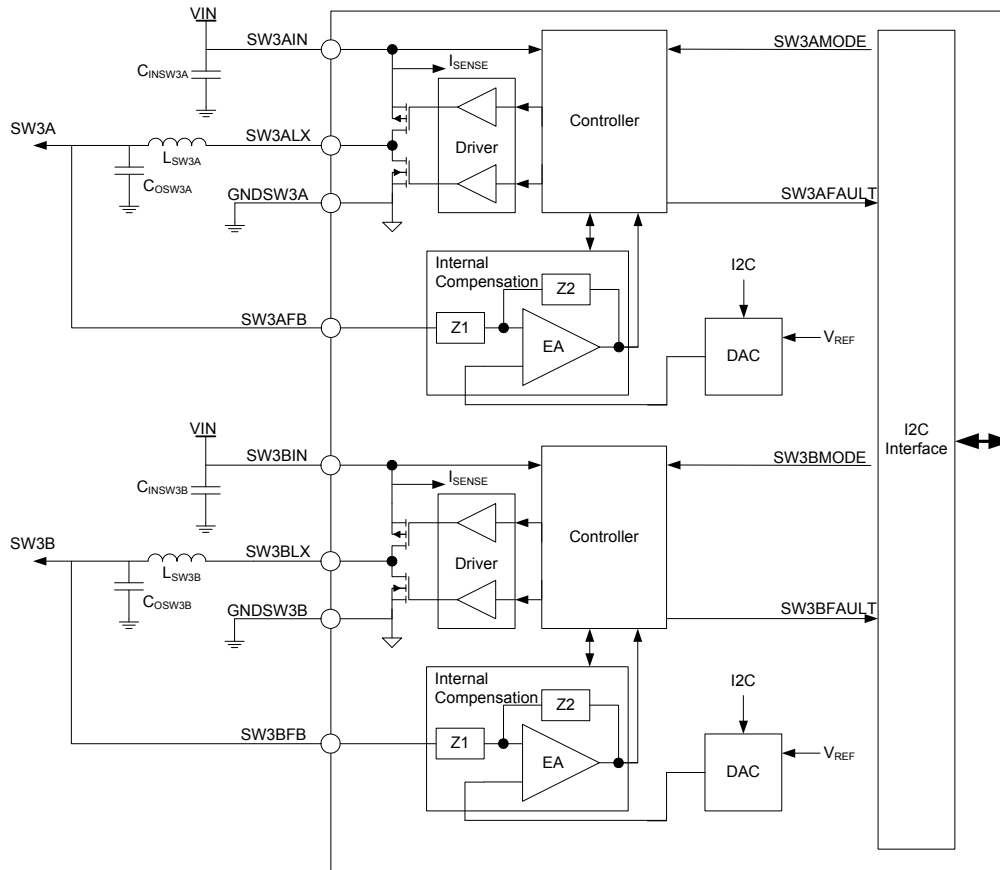 VIN
SW3AIN
SW3AMODE
CINSW3A
ISENSE
Controller
SW3A
SW3ALX
Driver
LSW3A
COSW3A
GNDSW3A
SW3AFAULT
Internal
Compensation
I2C
Z2
SW3AFB
Z1
EA
DAC
VREF
VIN
I2C
Interface
SW3BIN
SW3BMODE
CINSW3B
ISENSE
Controller
SW3B
SW3BLX
Driver
LSW3B
COSW3B
GNDSW3B
SW3BFAULT
Internal
Compensation
I2C
Z2
SW3BFB
Z1
EA
DAC
VREF